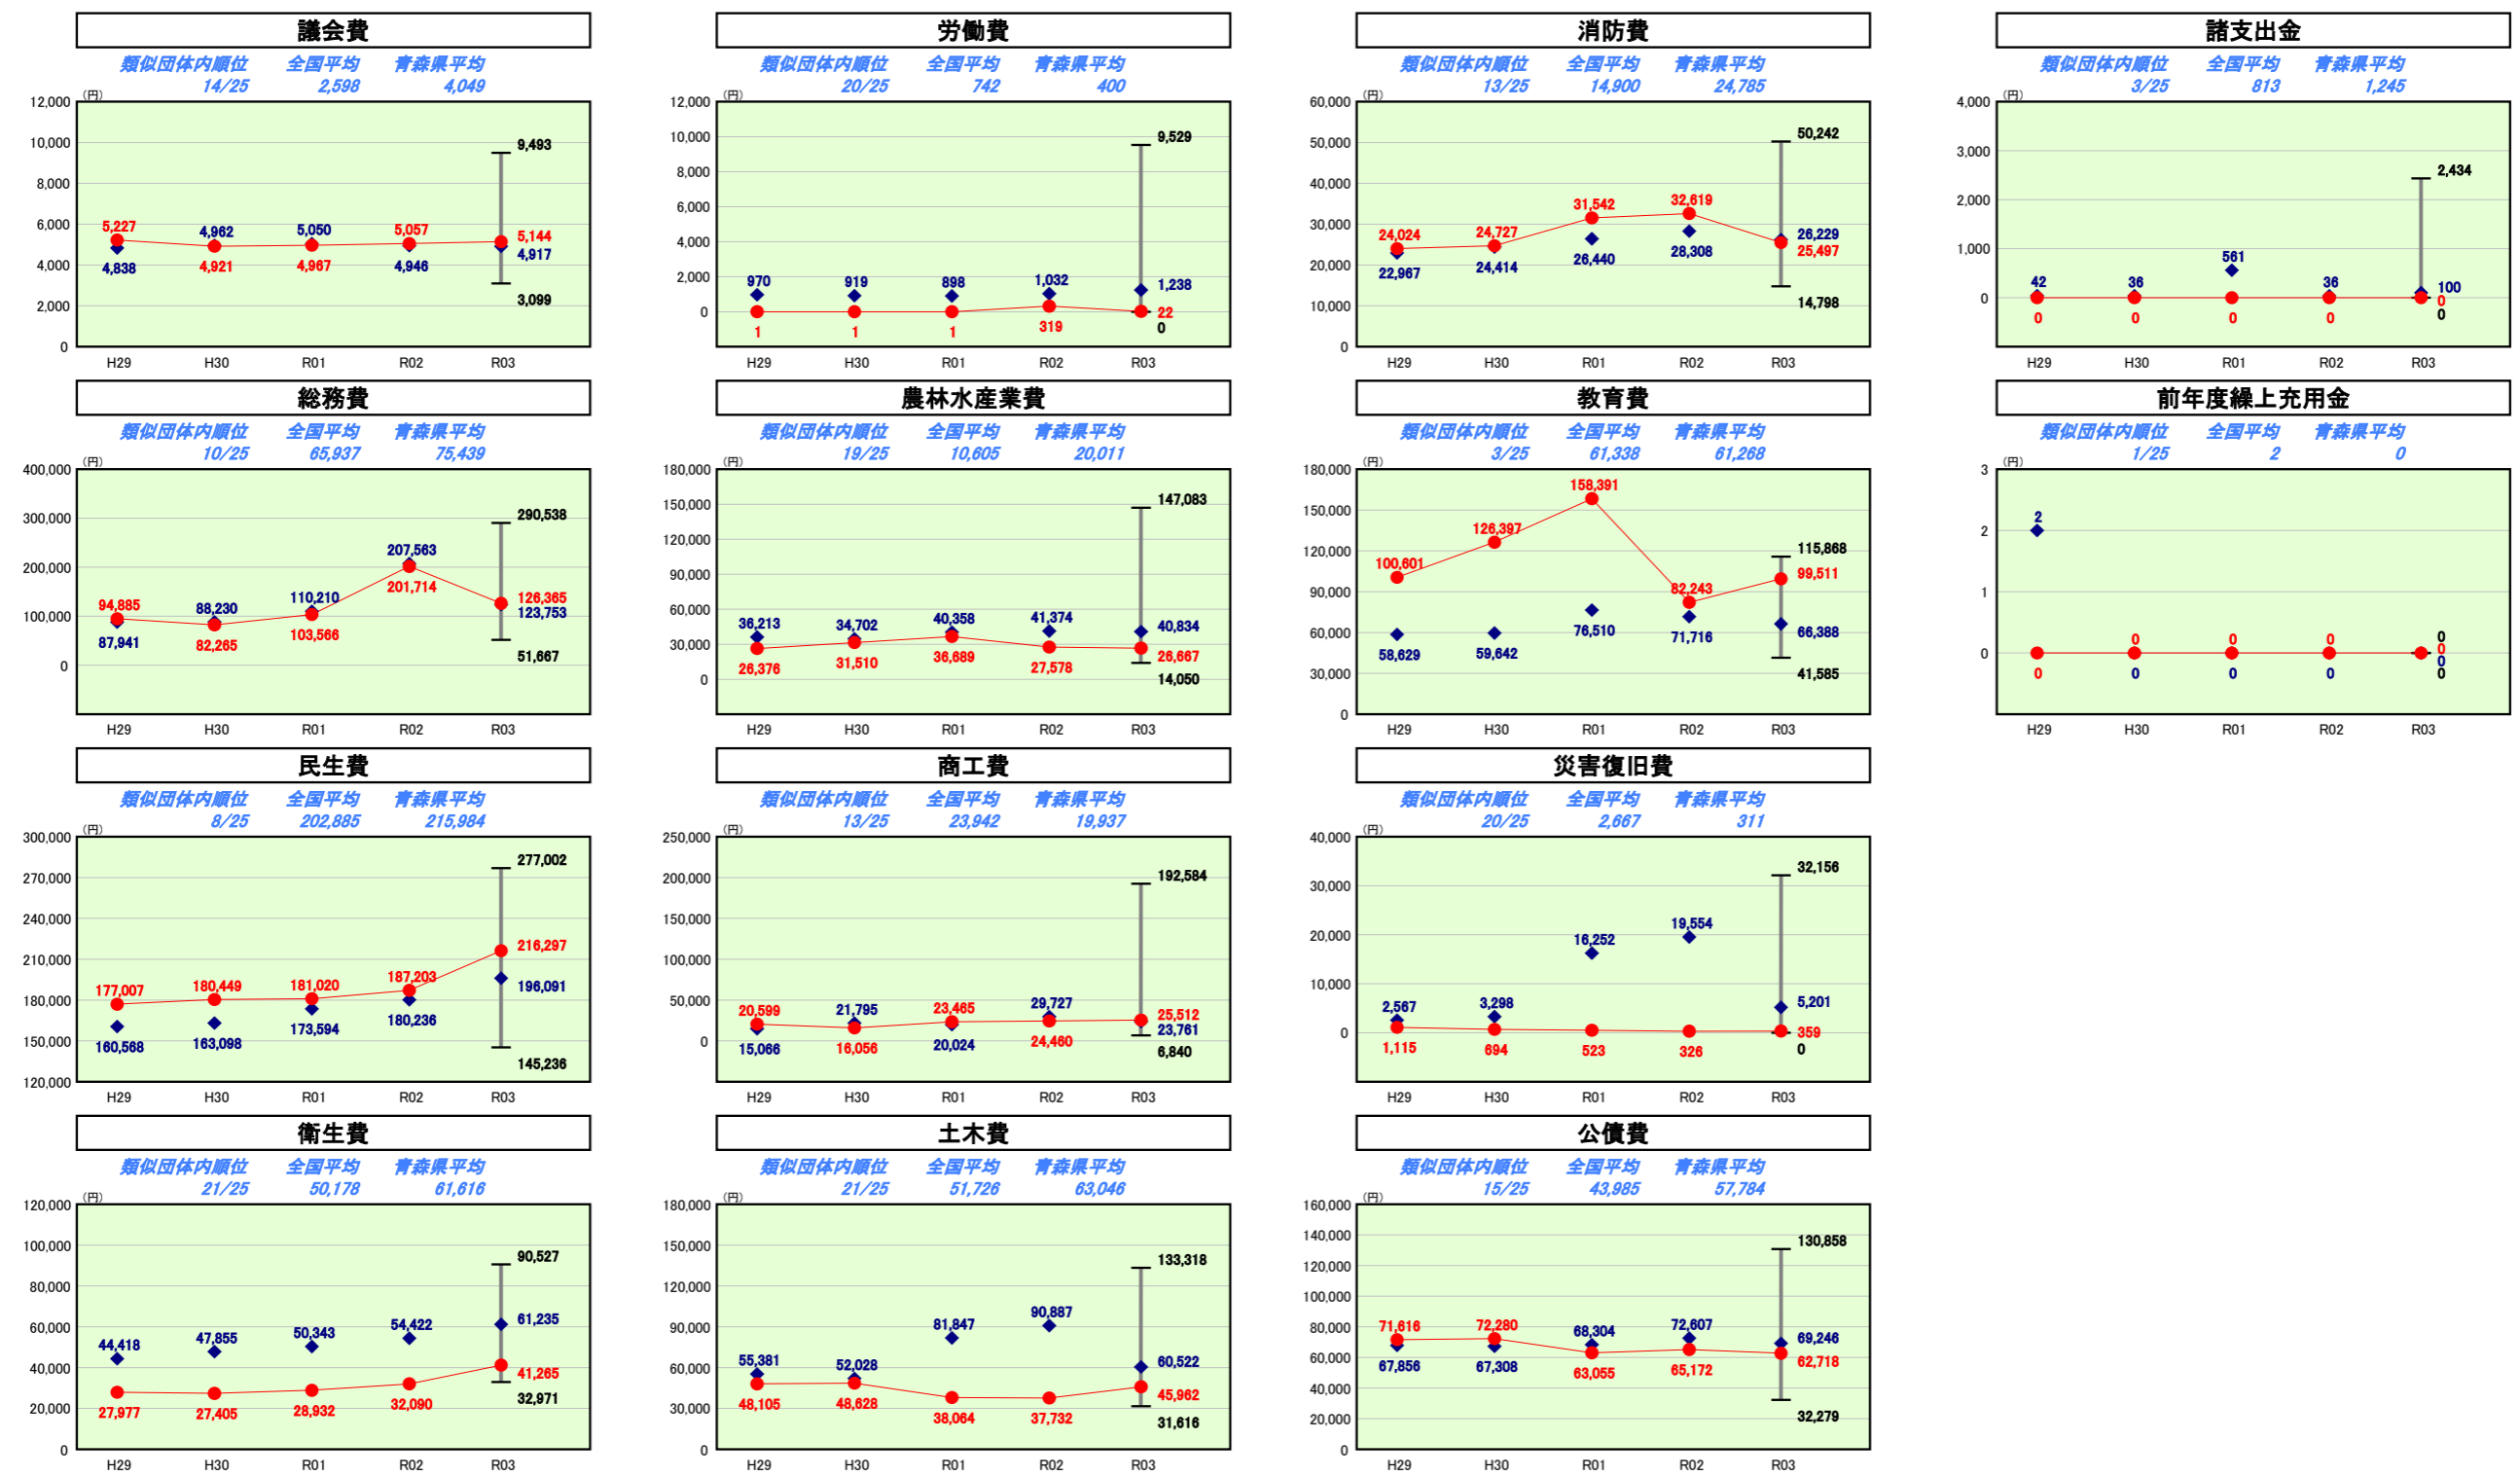 議会費
類似団体内順位 全国平均 青森県平均
14/25 2,598 4,049
(円)
12,000
10,000
8,000
6,000
4,000
2,000
0
9,493
5,227 4,962 5,050 5,057 5,144
4,838 4,921 4,967 4,946 4,917
3,099
H29 H30 R01 R02 R03
労働費
類似団体内順位 全国平均 青森県平均
20/25 742 400
(円)
12,000
10,000
8,000
6,000
4,000
2,000
0
9,529
970 919 898 1,032 1,238
1 1 1 319 22
0
H29 H30 R01 R02 R03
消防費
類似団体内順位 全国平均 青森県平均
13/25 14,900 24,785
(円)
60,000
50,000
40,000
30,000
20,000
10,000
0
50,242
24,024 24,727 31,542 32,619 26,229
22,967 24,414 26,440 28,308 25,497
14,798
H29 H30 R01 R02 R03
諸支出金
類似団体内順位 全国平均 青森県平均
3/25 813 1,245
(円)
4,000
3,000
2,000
1,000
0
2,434
42 36 561 36 100
0 0 0 0 0
0
H29 H30 R01 R02 R03
総務費
類似団体内順位 全国平均 青森県平均
10/25 65,937 75,439
(円)
400,000
300,000
200,000
100,000
0
290,538
94,885 88,230 110,210 207,563 126,365
87,941 82,265 103,566 201,714 123,753
51,667
H29 H30 R01 R02 R03
農林水産業費
類似団体内順位 全国平均 青森県平均
19/25 10,605 20,011
(円)
180,000
150,000
120,000
90,000
60,000
30,000
0
147,083
36,213 34,702 40,358 41,374 40,834
26,376 31,510 36,689 27,578 26,667
14,050
H29 H30 R01 R02 R03
教育費
類似団体内順位 全国平均 青森県平均
3/25 61,338 61,268
(円)
180,000
150,000
120,000
90,000
60,000
30,000
0
115,868
100,601 126,397 158,391 82,243 99,511
58,629 59,642 76,510 71,716 66,388
41,585
H29 H30 R01 R02 R03
前年度繰上充用金
類似団体内順位 全国平均 青森県平均
1/25 2 0
(円)
3
2
1
0
2 0 0 0 0
0
0 0 0 0 0
0
H29 H30 R01 R02 R03
民生費
類似団体内順位 全国平均 青森県平均
8/25 202,885 215,984
(円)
300,000
270,000
240,000
210,000
180,000
150,000
120,000
277,002
177,007 180,449 181,020 187,203 216,297
160,568 163,098 173,594 180,236 196,091
145,236
H29 H30 R01 R02 R03
商工費
類似団体内順位 全国平均 青森県平均
13/25 23,942 19,937
(円)
250,000
200,000
150,000
100,000
50,000
0
192,584
20,599 21,795 23,465 29,727 25,512
15,066 16,056 20,024 24,460 23,761
6,840
H29 H30 R01 R02 R03
災害復旧費
類似団体内順位 全国平均 青森県平均
20/25 2,667 311
(円)
40,000
30,000
20,000
10,000
0
32,156
2,567 3,298 16,252 19,554 5,201
1,115 694 523 326 359
0
H29 H30 R01 R02 R03
衛生費
類似団体内順位 全国平均 青森県平均
21/25 50,178 61,616
(円)
120,000
100,000
80,000
60,000
40,000
20,000
0
90,527
44,418 47,855 50,343 54,422 61,235
27,977 27,405 28,932 32,090 41,265
32,971
H29 H30 R01 R02 R03
土木費
類似団体内順位 全国平均 青森県平均
21/25 51,726 63,046
(円)
180,000
150,000
120,000
90,000
60,000
30,000
0
133,318
55,381 52,028 81,847 90,887 60,522
48,105 48,628 38,064 37,732 45,962
31,616
H29 H30 R01 R02 R03
公債費
類似団体内順位 全国平均 青森県平均
15/25 43,985 57,784
(円)
160,000
140,000
120,000
100,000
80,000
60,000
40,000
20,000
0
130,858
71,616 72,280 68,304 72,607 69,246
67,856 67,308 63,055 65,172 62,718
32,279
H29 H30 R01 R02 R03